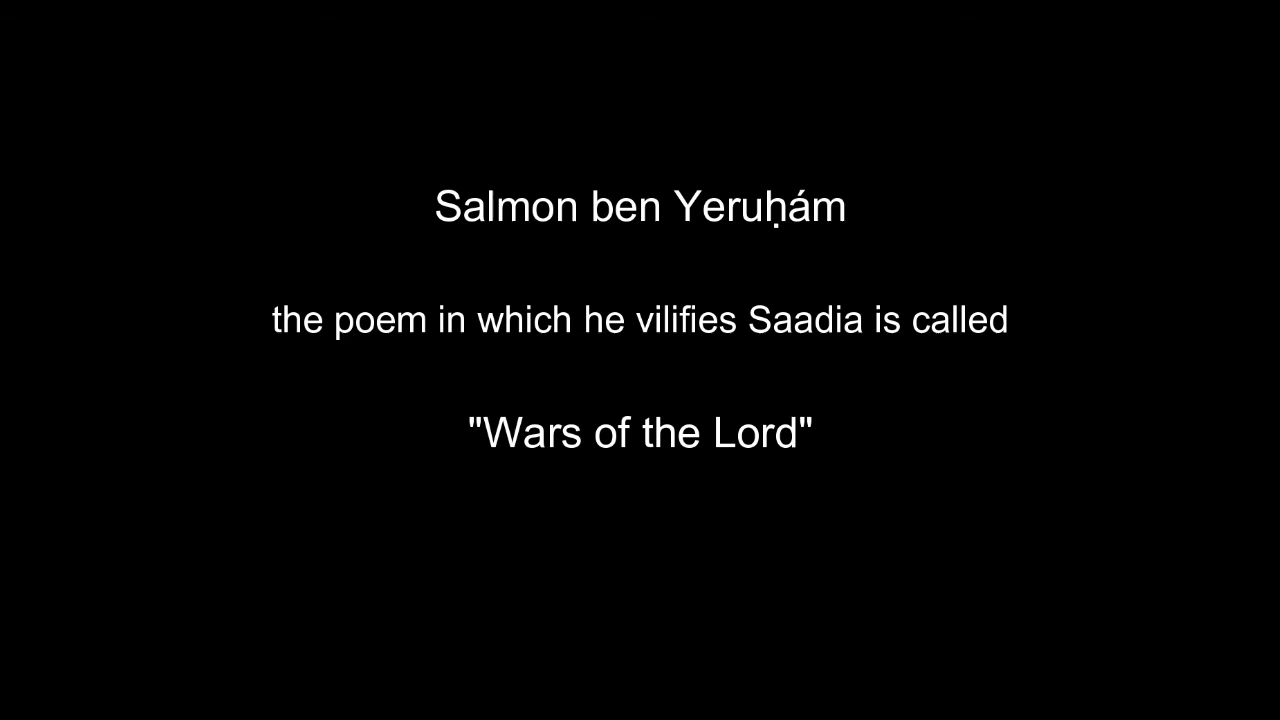 Salmon ben Yeruḥám
the poem in which he vilifies Saadia is called
"Wars of the Lord"